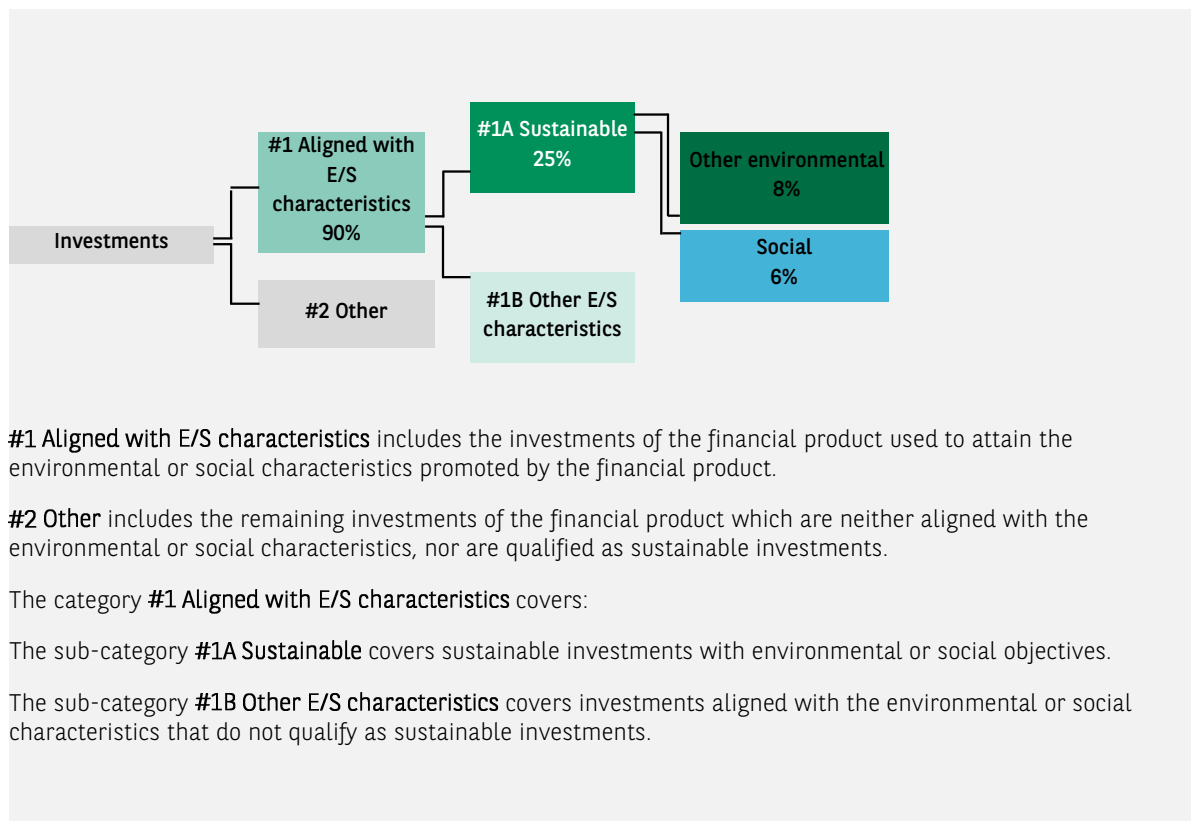 #1A Sustainable
25%
#1 Aligned with
E/S
characteristics
90%
Other environmental
8%
Investments
Social
6%
#2 Other
#1B Other E/S
characteristics
#1 Aligned with E/S characteristics includes the investments of the financial product used to attain the
environmental or social characteristics promoted by the financial product.
#2 Other includes the remaining investments of the financial product which are neither aligned with the
environmental or social characteristics, nor are qualified as sustainable investments.
The category #1 Aligned with E/S characteristics covers:
The sub-category #1A Sustainable covers sustainable investments with environmental or social objectives.
The sub-category #1B Other E/S characteristics covers investments aligned with the environmental or social
characteristics that do not qualify as sustainable investments.